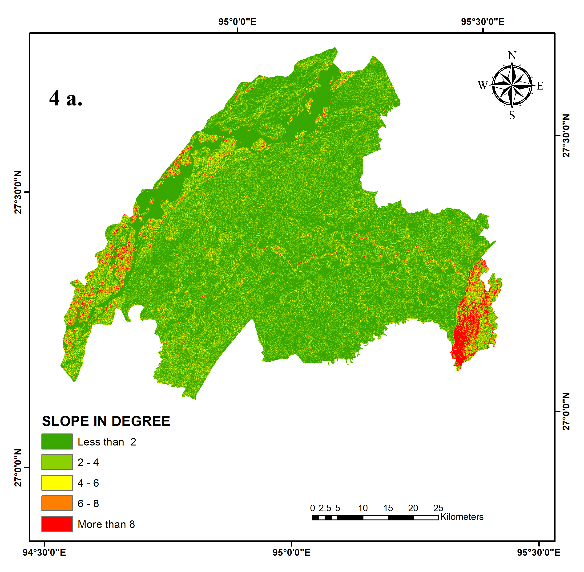 95°0'0"E 95°30'0"E
4 a.
N
W E
S
27°30'0"N 27°30'0"N
27°0'0"N 27°0'0"N
SLOPE IN DEGREE
Less than 2
2 - 4
4 - 6
6 - 8
More than 8
0 2.5 5 10 15 20 25
Kilometers
94°30'0"E 95°0'0"E 95°30'0"E